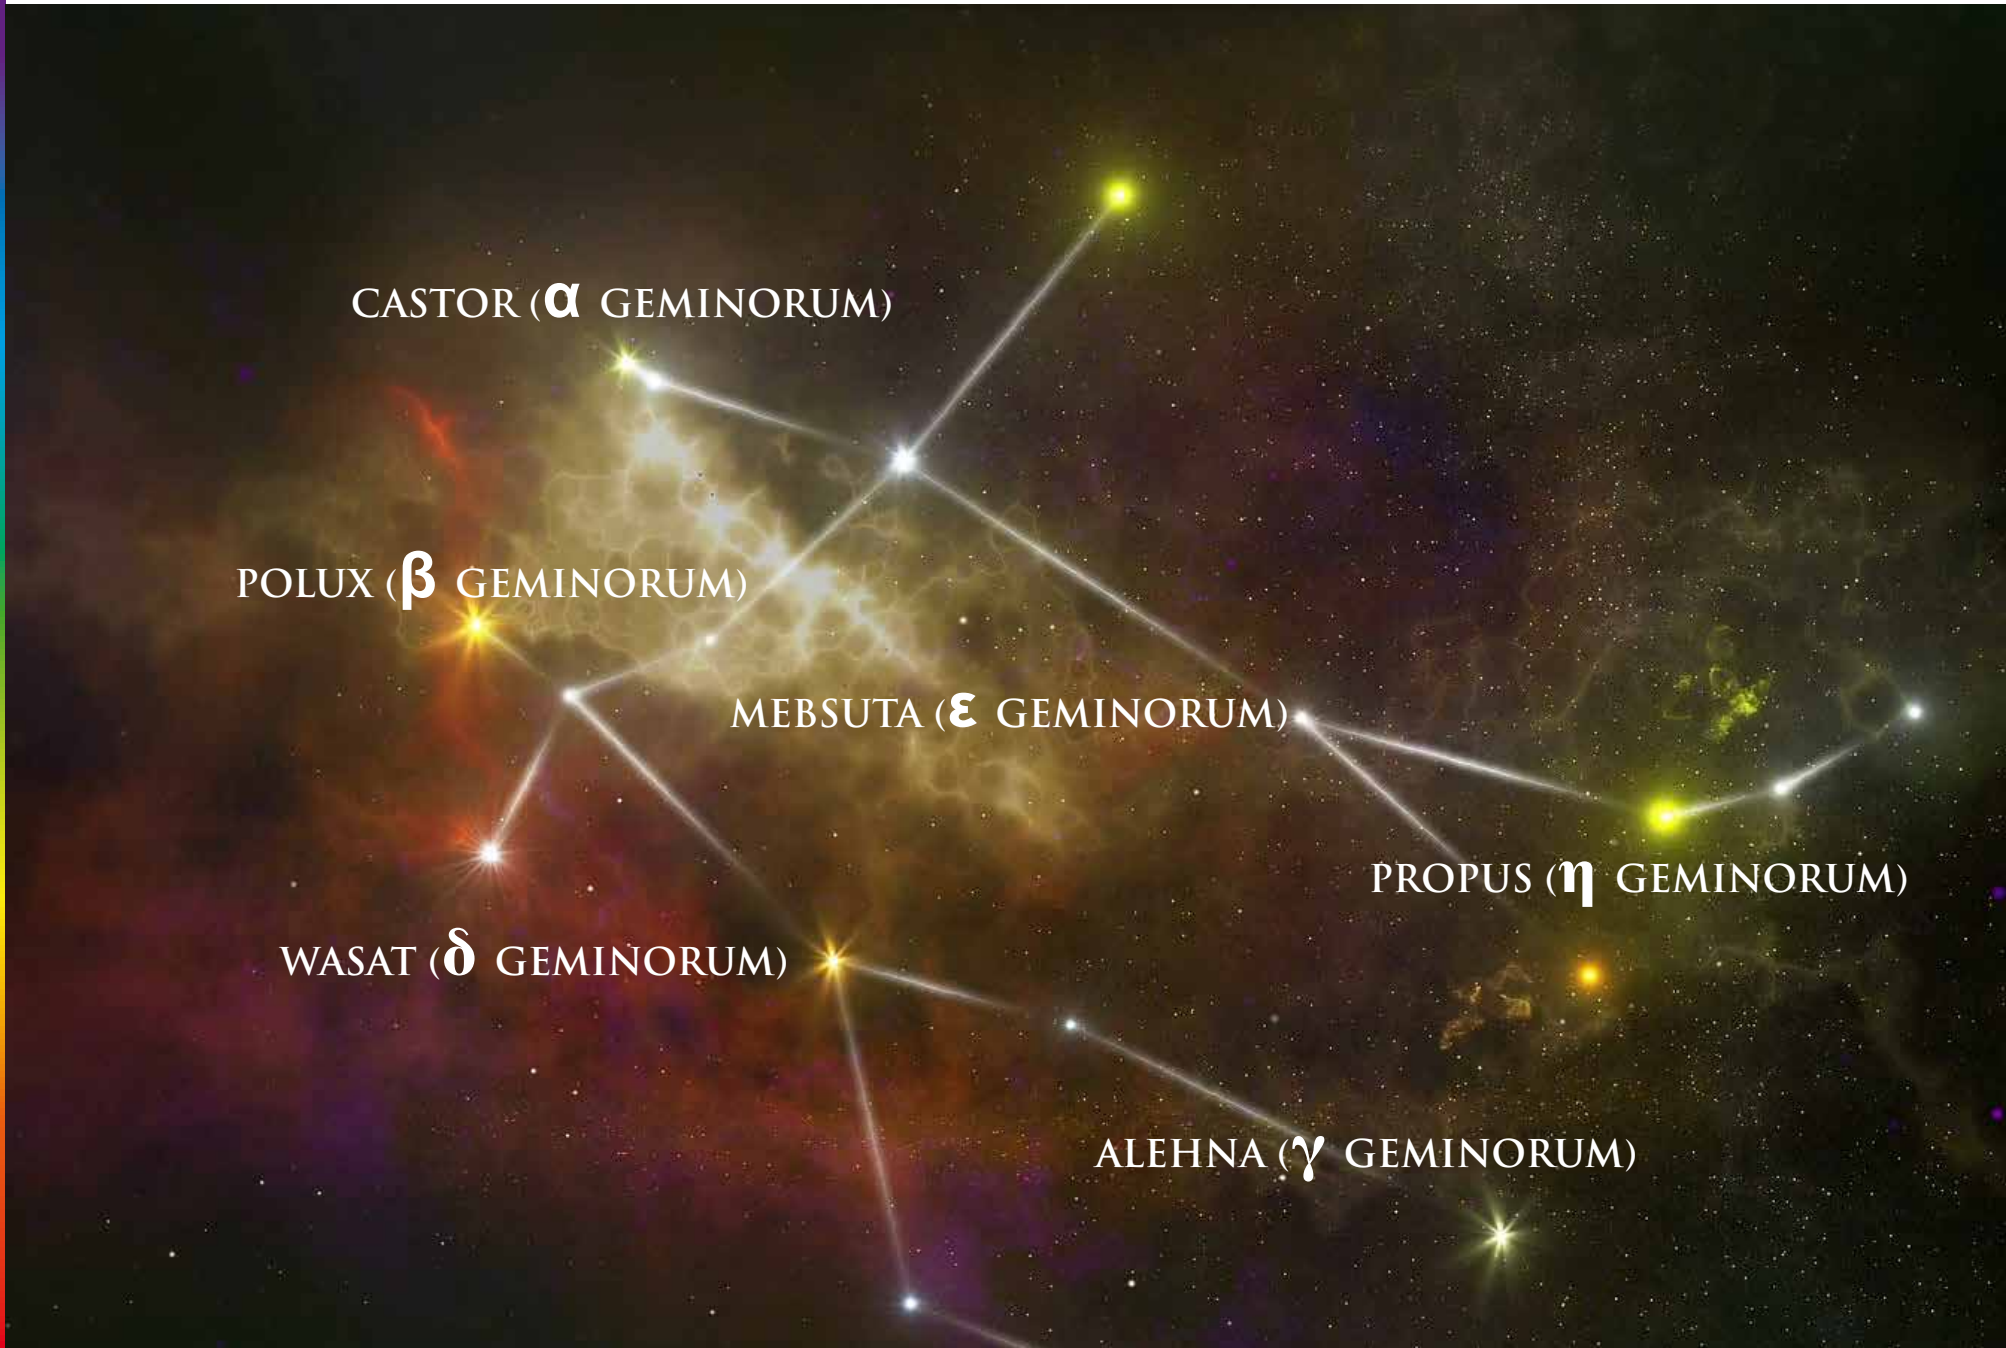 CASTOR (α GEMINORUM)
POLUX (β GEMINORUM)
MEBSUTA (ε GEMINORUM)
PROPUS (η GEMINORUM)
WASAT (δ GEMINORUM)
ALEHNA (γ GEMINORUM)